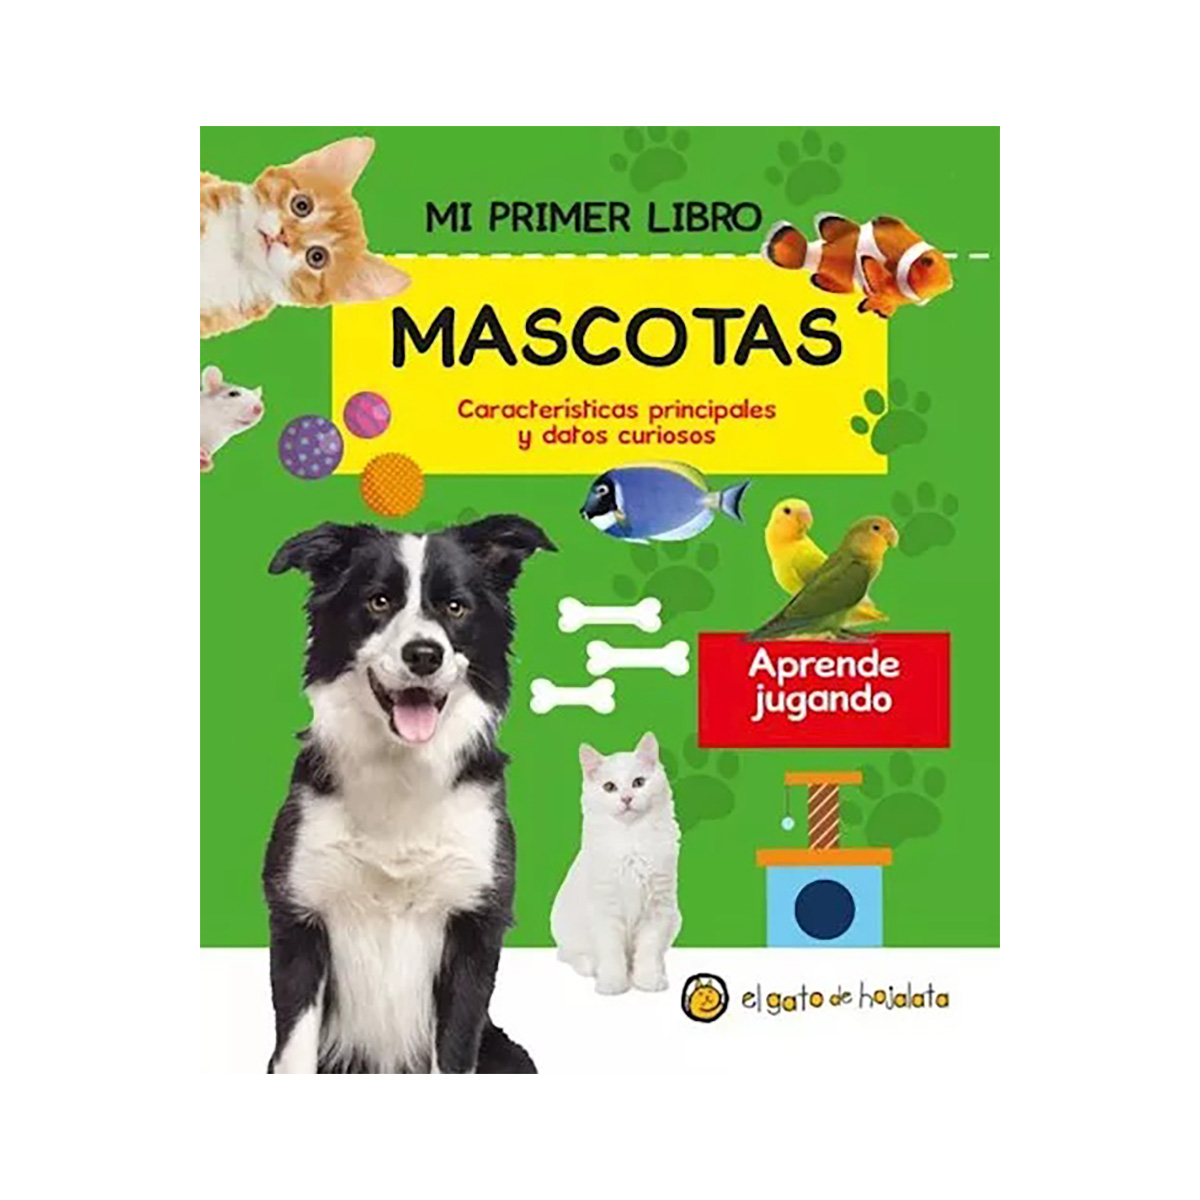 MI PRIMER LIBRO
MASCOTAS
Características principales
y datos curiosos
Aprende
jugando
el gato de hojalata